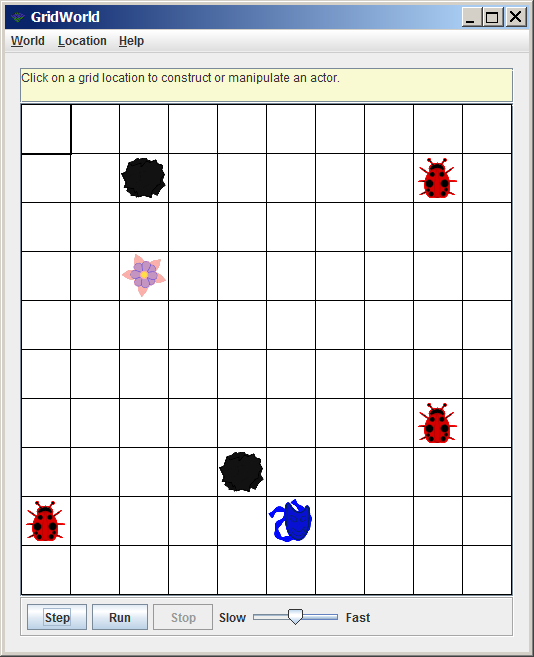 GridWorld
World Location Help
Click on a grid location to construct or manipulate an actor.
Step Run Stop Slow Fast